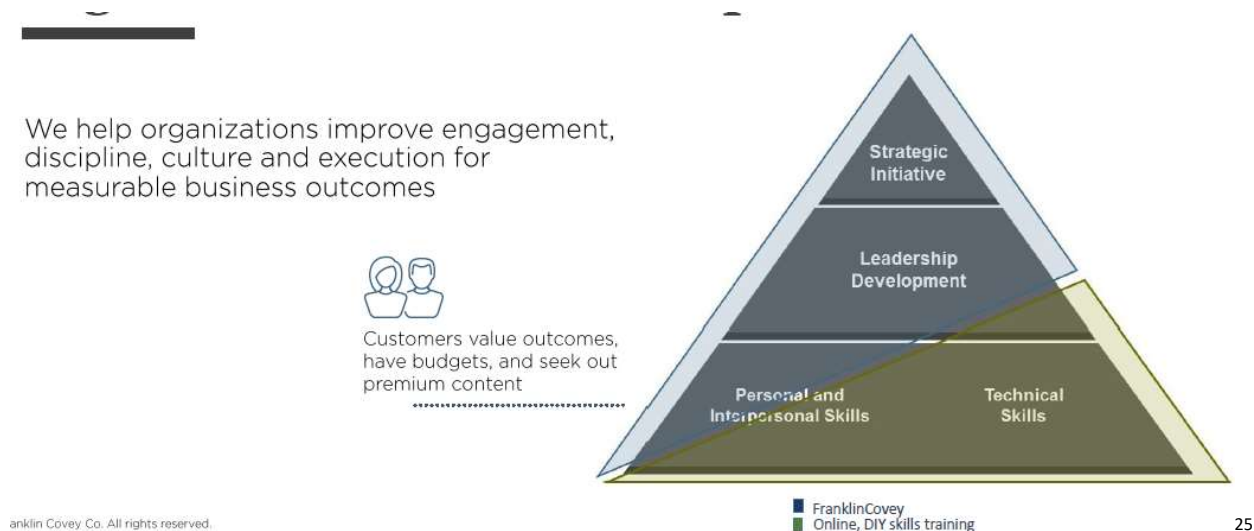 We help organizations improve engagement,
discipline, culture and execution for
measurable business outcomes
Customers value outcomes,
have budgets, and seek out
premium content
Strategic
Initiative
Leadership
Development
Personal and
Interpersonal Skills
Technical
Skills
FranklinCovey
Online, DIY skills training
anklin Covey Co. All rights reserved.
25